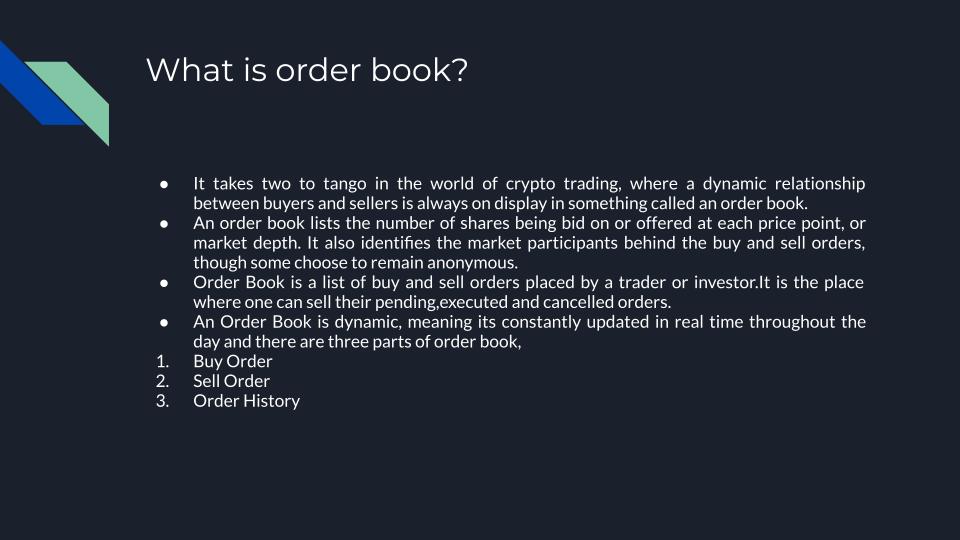 What is order book?
● It takes two to tango in the world of crypto trading, where a dynamic relationship
between buyers and sellers is always on display in something called an order book.
● An order book lists the number of shares being bid on or offered at each price point, or
market depth. It also identifies the market participants behind the buy and sell orders,
though some choose to remain anonymous.
● Order Book is a list of buy and sell orders placed by a trader or investor.It is the place
where one can sell their pending,executed and cancelled orders.
● An Order Book is dynamic, meaning its constantly updated in real time throughout the
day and there are three parts of order book,
1. Buy Order
2. Sell Order
3. Order History